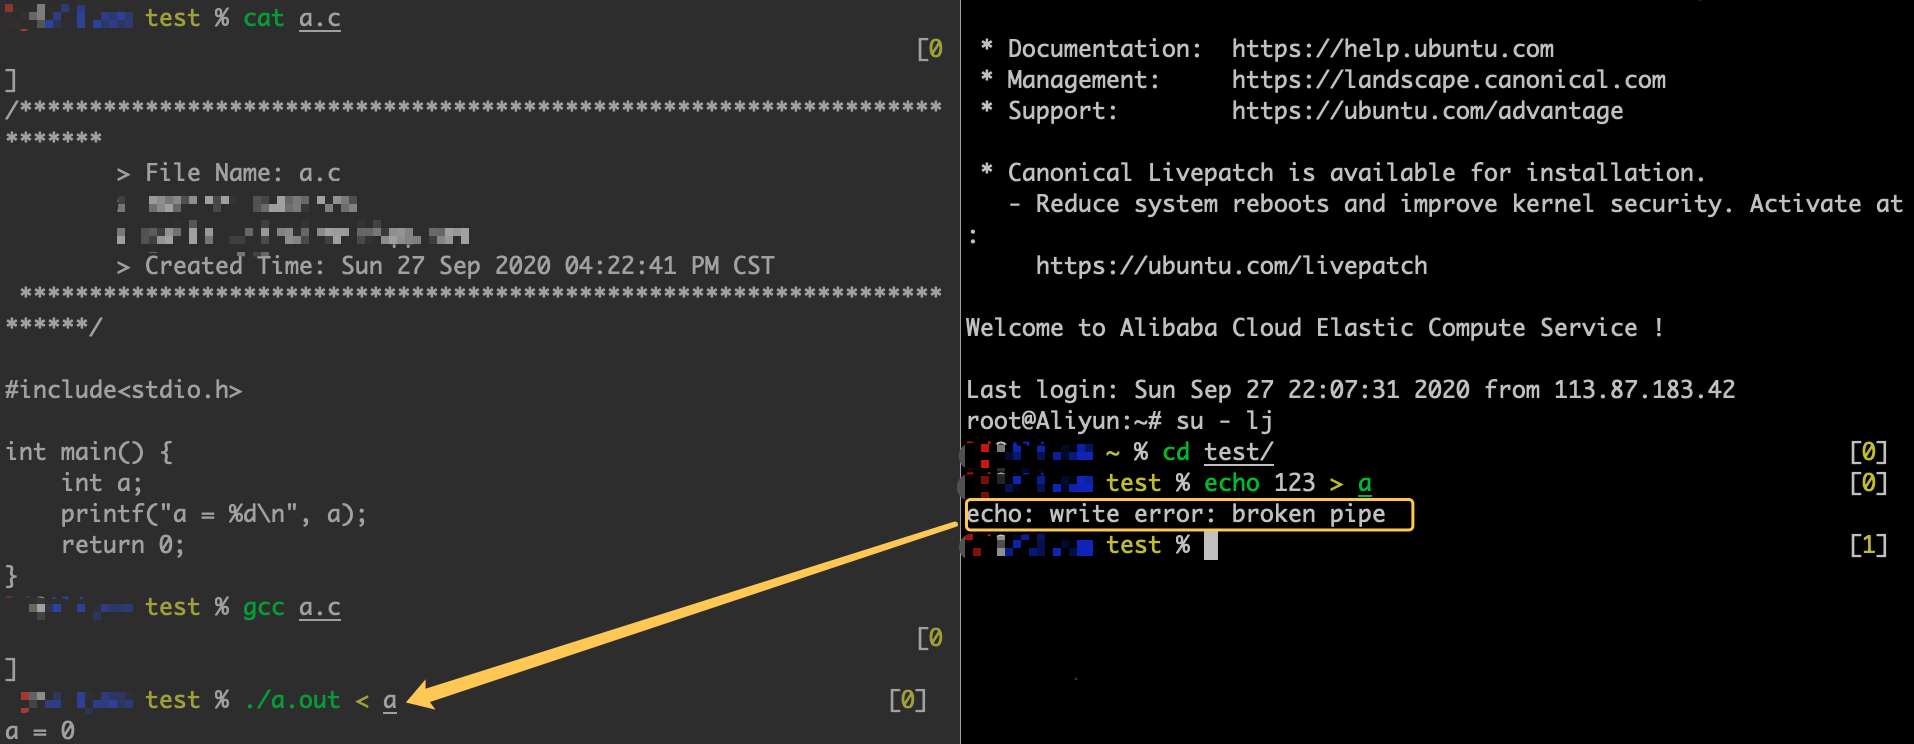 test % cat a.c
[0
]
/******************************************************************
*******
> File Name: a.c
> Created Time: Sun 27 Sep 2020 04:22:41 PM CST
******************************************************************
******/
#include<stdio.h>
int main() {
int a;
printf("a = %d\n", a);
return 0;
}
test % gcc a.c
[0
]
test % ./a.out < a [0]
a = 0
* Documentation: https://help.ubuntu.com
* Management: https://landscape.canonical.com
* Support: https://ubuntu.com/advantage
* Canonical Livepatch is available for installation.
- Reduce system reboots and improve kernel security. Activate at
:
https://ubuntu.com/livepatch
Welcome to Alibaba Cloud Elastic Compute Service !
Last login: Sun Sep 27 22:07:31 2020 from 113.87.183.42
root@Aliyun:~# su - lj
~ % cd test/ [0]
test % echo 123 > a [0]
echo: write error: broken pipe
test % [1]